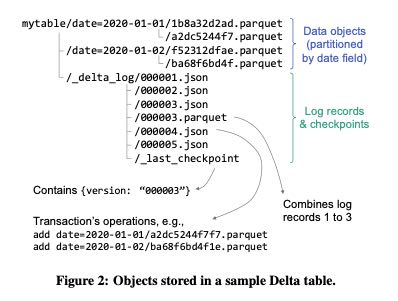 mytable/date=2020-01-01/1b8a32d2ad.parquet
/a2dc5244f7.parquet
/date=2020-01-02/f52312dfae.parquet
/ba68f6bd4f.parquet
/_delta_log/000001.json
/000002.json
/000003.json
/000003.parquet
/000004.json
/000005.json
/_last_checkpoint
Data objects
(partitioned
by date field)
Log records
& checkpoints
Contains {version: “000003”}
Combines log
records 1 to 3
Transaction’s operations, e.g.,
add date=2020-01-01/a2dc5244f7f7.parquet
add date=2020-01-02/ba68f6bd4f1e.parquet
Figure 2: Objects stored in a sample Delta table.